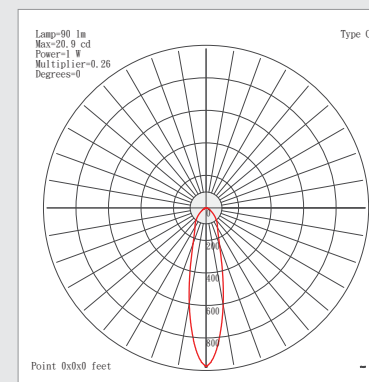 Lamp=90 lm
Max=20.9 cd
Power=1 W
Multiplier=0.26
Degrees=0
Type C
0
200
400
600
800
Point 0x0x0 feet
-